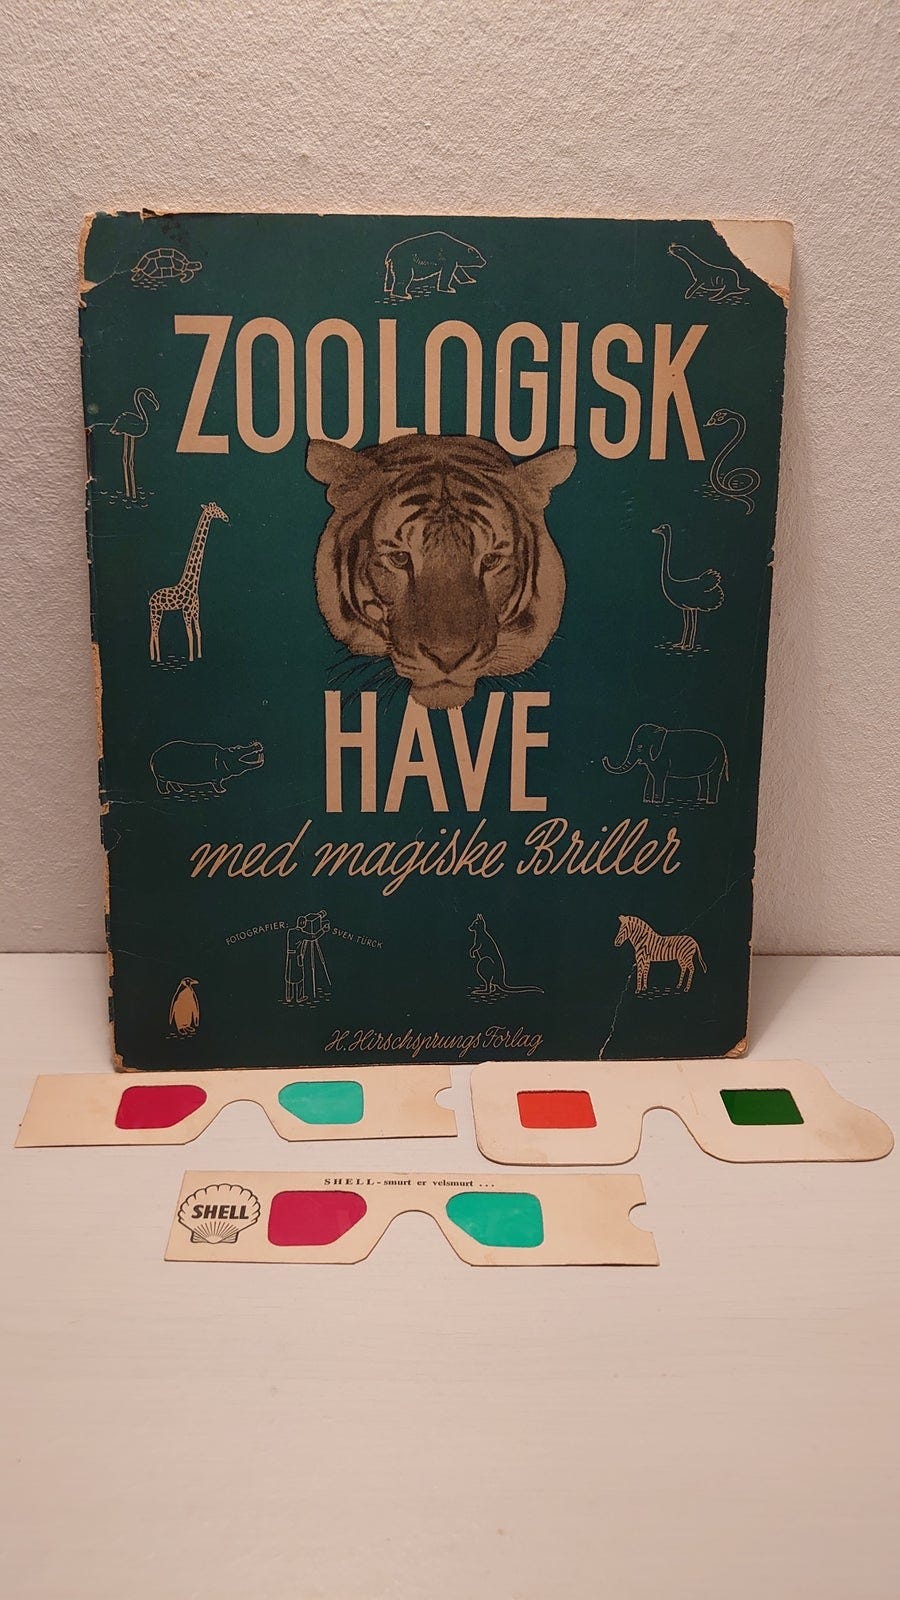 ZOOLOGISK
HAVE
med magiske Briller
FOTOGRAFIER: SVEN TÜRCK
H. Hirschsprungs Forlag
SHELL - smurt er velsmurt ...
SHELL